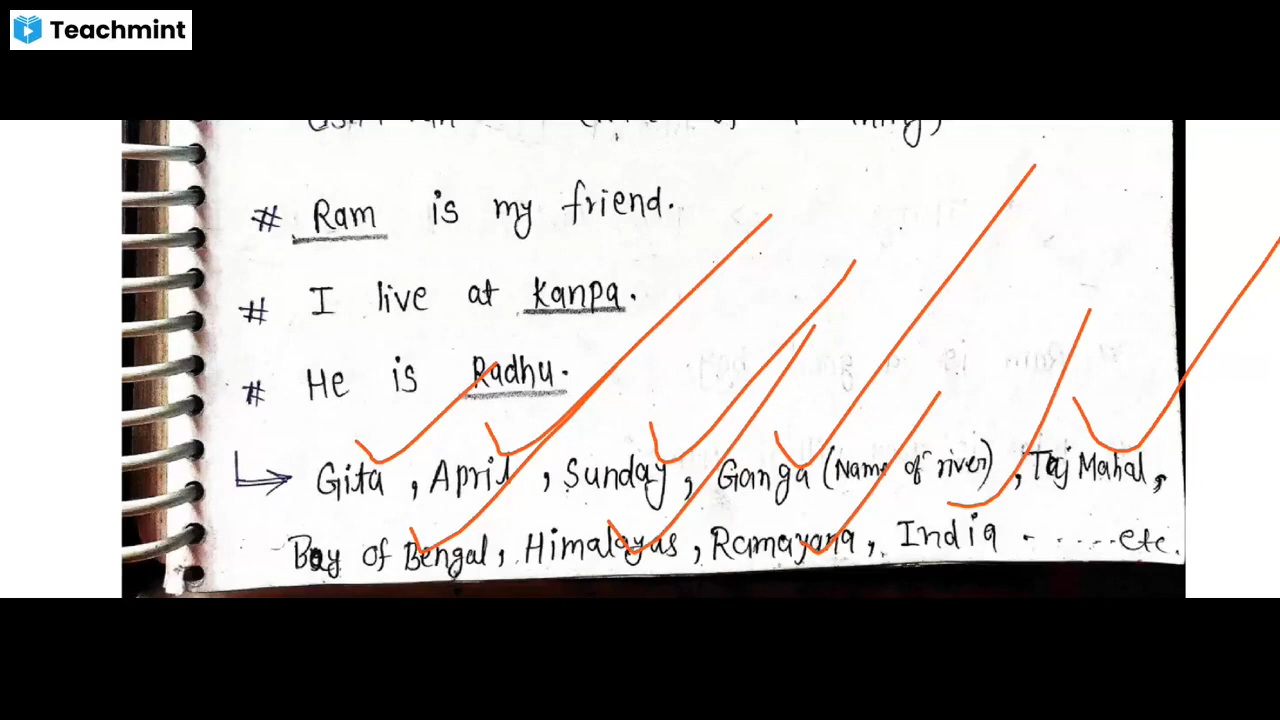 Teachmint
# Ram is my friend.
# I live at Kanpa.
# He is Radhu.
Gita, April, Sunday, Ganga (Name of river), Taj Mahal,
Bay of Bengal, Himalayas, Ramayana, India ......etc.